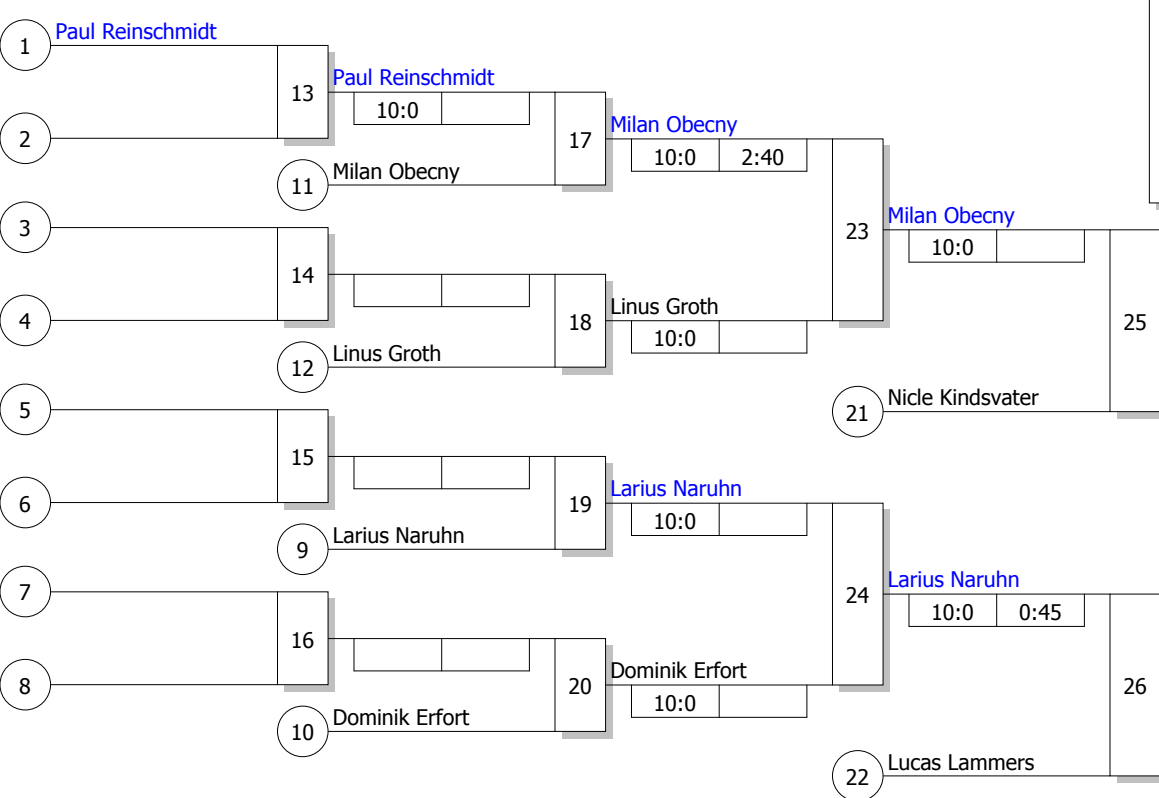 1 Paul Reinschmidt
13 Paul Reinschmidt
10:0
2
17 Milan Obecny
10:0 2:40
11 Milan Obecny
3
23 Milan Obecny
10:0
14
4
18 Linus Groth
10:0
25
12 Linus Groth
5
21 Nicle Kindsvater
15
6
19 Larius Naruhn
10:0
9 Larius Naruhn
7
24 Larius Naruhn
10:0 0:45
16
8
20 Dominik Erfort
10:0
26
10 Dominik Erfort
22 Lucas Lammers